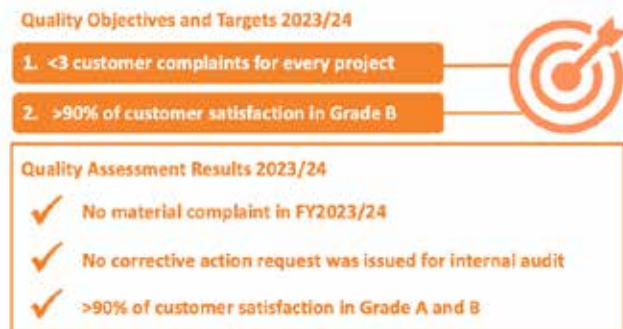 Quality Objectives and Targets 2023/24
1. <3 customer complaints for every project
2. >90% of customer satisfaction in Grade B
Quality Assessment Results 2023/24
No material complaint in FY2023/24
No corrective action request was issued for internal audit
>90% of customer satisfaction in Grade A and B